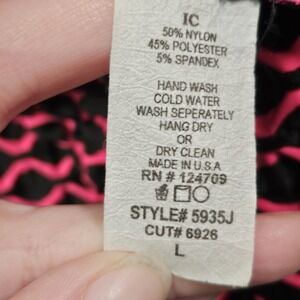 IC
50% NYLON
45% POLYESTER
5% SPANDEX
HAND WASH
COLD WATER
WASH SEPERATELY
HANG DRY
OR
DRY CLEAN
MADE IN U.S.A
RN # 124709
STYLE# 5935J
CUT# 6926
L